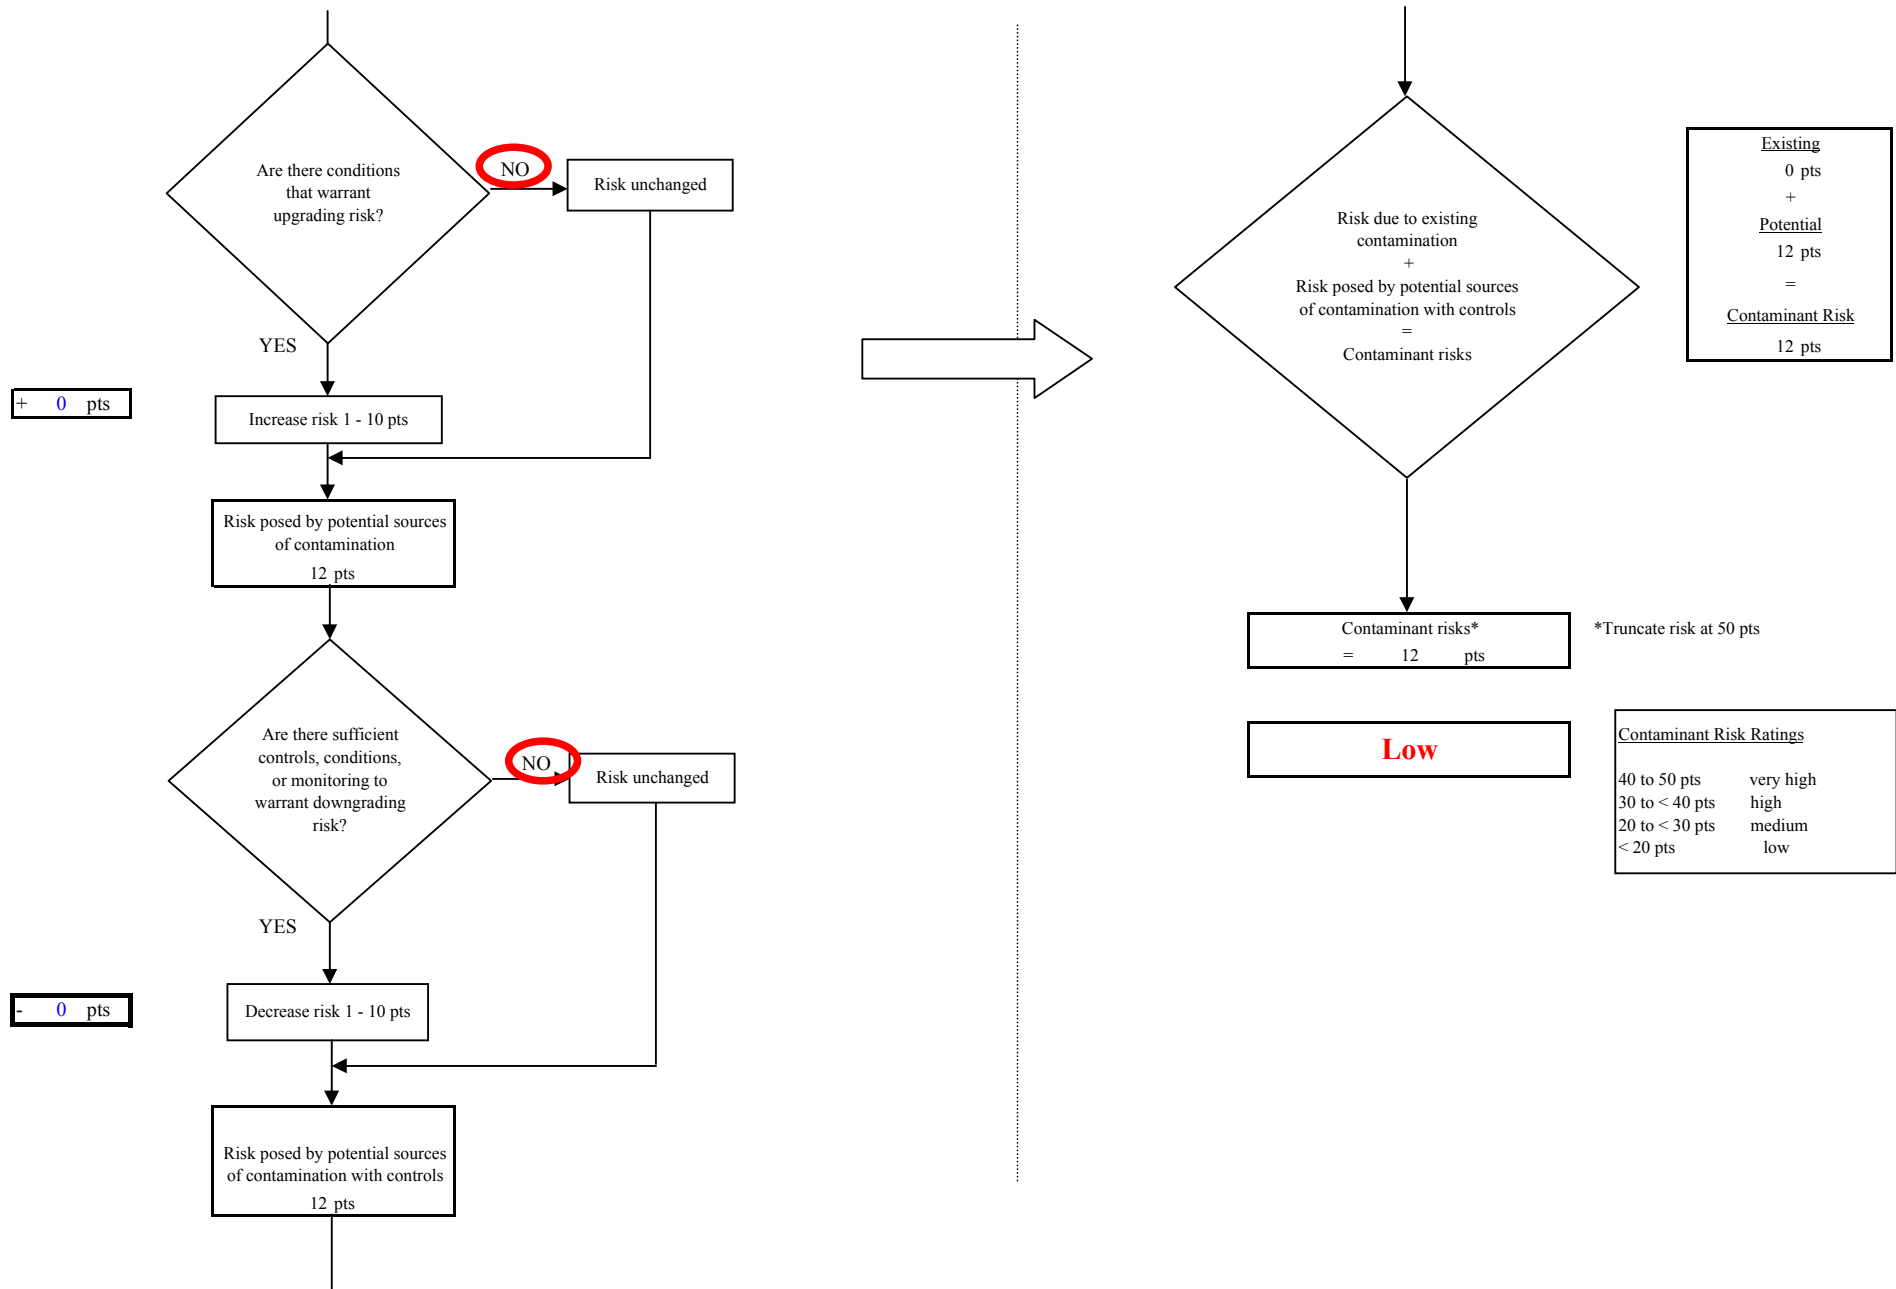 Are there conditions
that warrant
upgrading risk?
NO
Risk unchanged
YES
+ 0 pts
Increase risk 1 - 10 pts
Risk posed by potential sources
of contamination
12 pts
Are there sufficient
controls, conditions,
or monitoring to
warrant downgrading
risk?
NO
Risk unchanged
YES
- 0 pts
Decrease risk 1 - 10 pts
Risk posed by potential sources
of contamination with controls
12 pts
Risk due to existing
contamination
+
Risk posed by potential sources
of contamination with controls
=
Contaminant risks
Existing
0 pts
+
Potential
12 pts
=
Contaminant Risk
12 pts
Contaminant risks*
= 12 pts
*Truncate risk at 50 pts
Low
Contaminant Risk Ratings
40 to 50 pts very high
30 to < 40 pts high
20 to < 30 pts medium
< 20 pts low